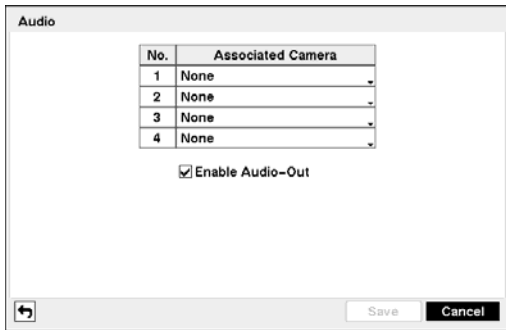 Audio
No. Associated Camera
1 None
2 None
3 None
4 None
Enable Audio-Out
Save Cancel